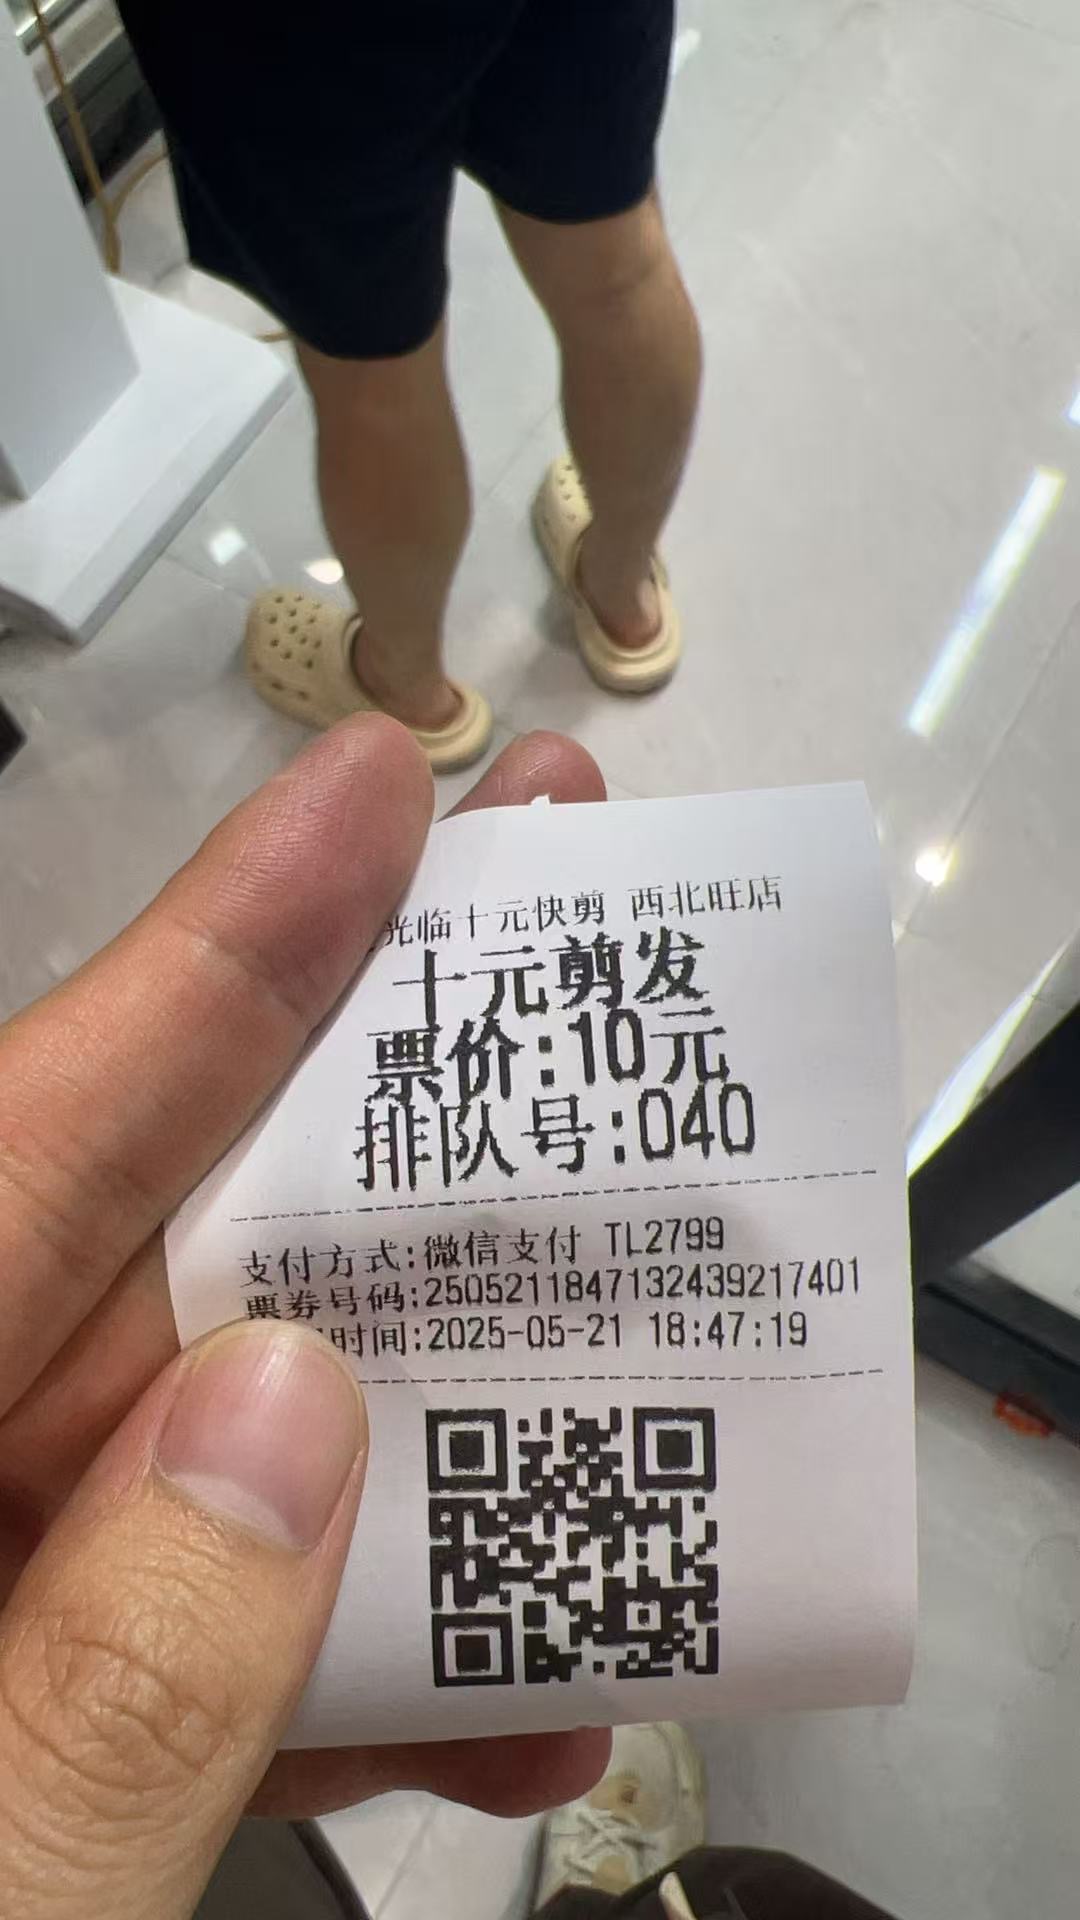 光临十元快剪 西北旺店
十元剪发
票价:10元
排队号:040
支付方式:微信支付 TL2799
票券号码:250521184713243921​7401
时间:2025-05-21 18:47:19